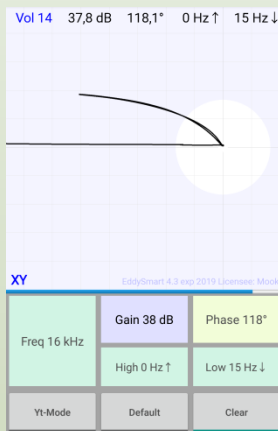 Vol 14 37,8 dB 118,1° 0 Hz↑ 15 Hz↓
XY EddySmart 4.3 exp 2019 Licensee: Mook
Freq 16 kHz
Gain 38 dB Phase 118°
High 0 Hz↑ Low 15 Hz↓
Yt-Mode Default Clear